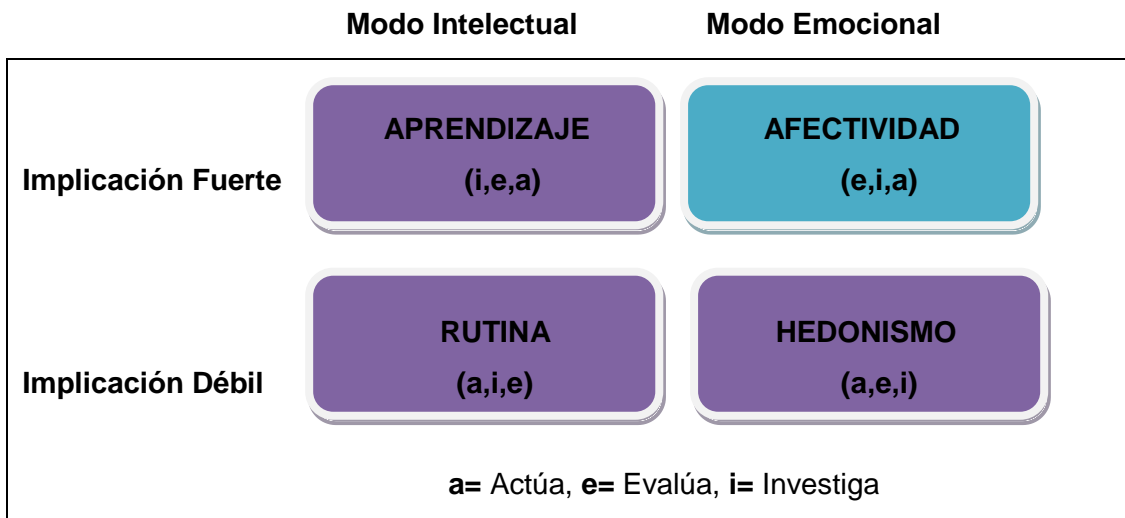 Modo Intelectual Modo Emocional
APRENDIZAJE AFECTIVIDAD
Implicación Fuerte (i,e,a) (e,i,a)
RUTINA HEDONISMO
Implicación Débil (a,i,e) (a,e,i)
a= Actúa, e= Evalúa, i= Investiga